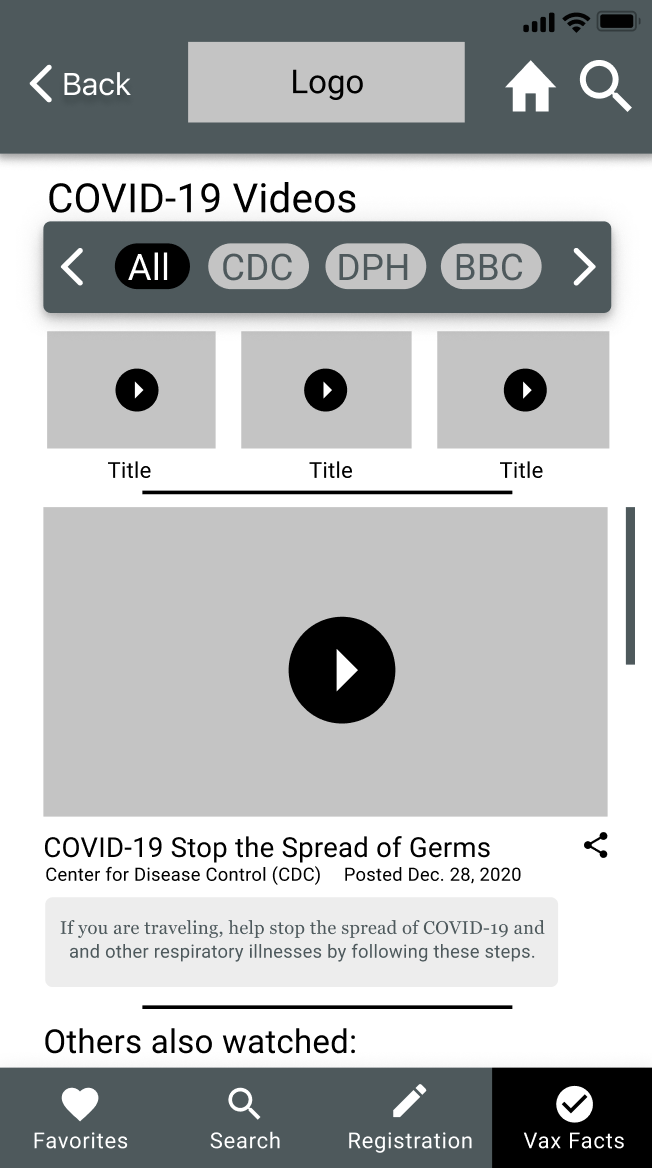 Back
Logo
COVID-19 Videos
All CDC DPH BBC
Title Title Title
COVID-19 Stop the Spread of Germs
Center for Disease Control (CDC) Posted Dec. 28, 2020
If you are traveling, help stop the spread of COVID-19 and
and other respiratory illnesses by following these steps.
Others also watched:
Favorites Search Registration Vax Facts